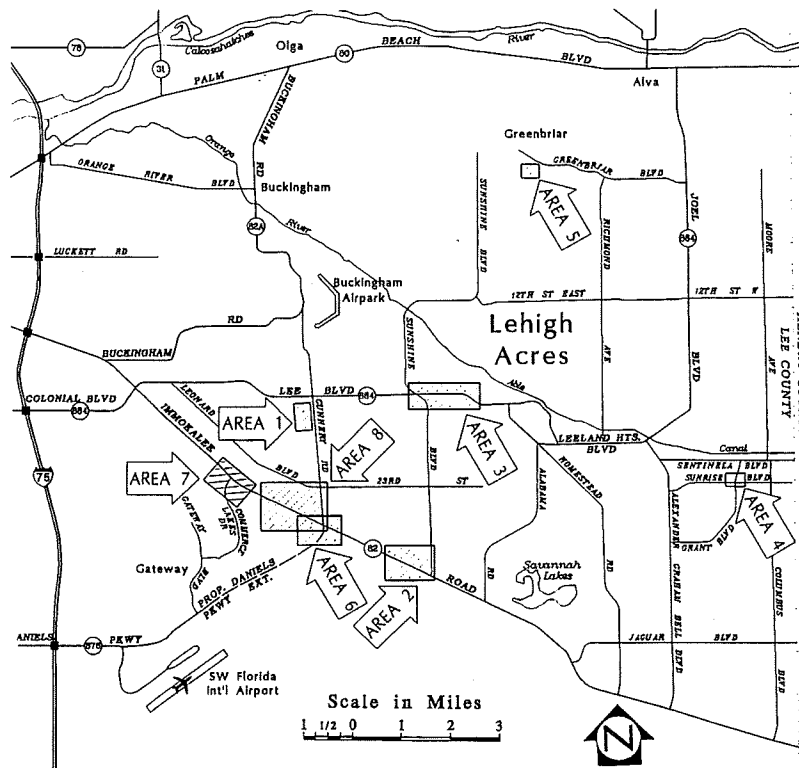 78
Caloosahatchee
River
Olga
80
BEACH
BLVD
31
PALM
Alva
BUCKINGHAM
RD
Orange
River
Greenbriar
GREENBRIAR BLVD
ORANGE RIVER BLVD
Buckingham
AREA 5
SUNSHINE BLVD
RICHMOND AVE
JOEL BLVD
884
MOORE AVE
82A
LUCKETT RD
Buckingham
Airpark
12TH ST EAST
12TH ST W
SUNSHINE BLVD
Lehigh
Acres
LEE COUNTY
BUCKINGHAM RD
Able
Canal
COLONIAL BLVD
884
LEE BLVD
884
LEONARD BLVD
IMMOKALEE ROAD
AREA 1
GUNNERY RD
AREA 8
AREA 3
LEELAND HTS.
BLVD
SENTINELA BLVD
SUNRISE BLVD
75
AREA 7
23RD ST
ALABAMA RD
HOMESTEAD RD
ALEXANDER GRAHAM BELL BLVD
GRANT BLVD
AREA 4
COLUMBUS BLVD
GATEWAY BLVD
COMMERCE
LAKES DR
82
Gateway
PROP. DANIELS
PKWY EXT.
AREA 6
AREA 2
Savannah
Lakes
ANIELS PKWY
876
JAGUAR BLVD
SW Florida
Int'l Airport
Scale in Miles
1 1/2 0 1 2 3
N